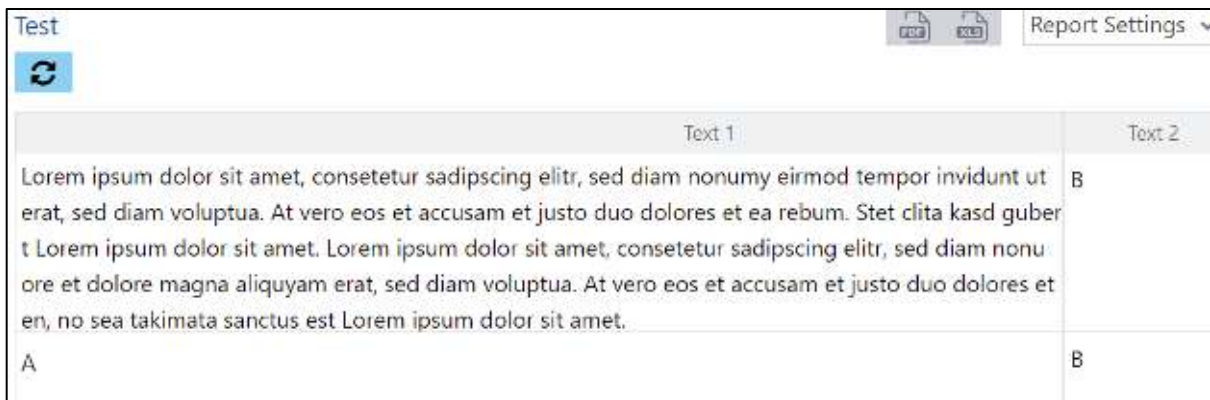 Test
PDF XLS Report Settings
Text 1 Text 2
Lorem ipsum dolor sit amet, consetetur sadipscing elitr, sed diam nonumy eirmod tempor invidunt ut B
erat, sed diam voluptua. At vero eos et accusam et justo duo dolores et ea rebum. Stet clita kasd guber
t Lorem ipsum dolor sit amet. Lorem ipsum dolor sit amet, consetetur sadipscing elitr, sed diam nonu
ore et dolore magna aliquyam erat, sed diam voluptua. At vero eos et accusam et justo duo dolores et
en, no sea takimata sanctus est Lorem ipsum dolor sit amet.
A B